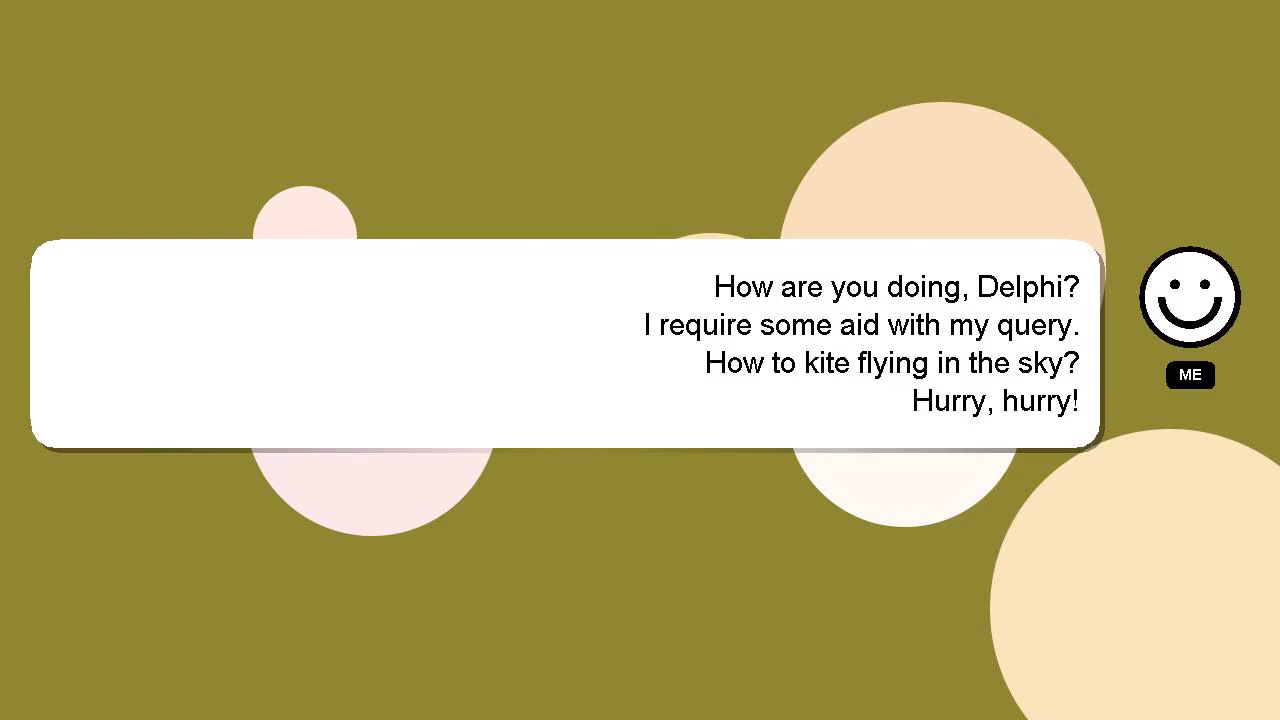 How are you doing, Delphi?
I require some aid with my query.
How to kite flying in the sky?
Hurry, hurry!
ME